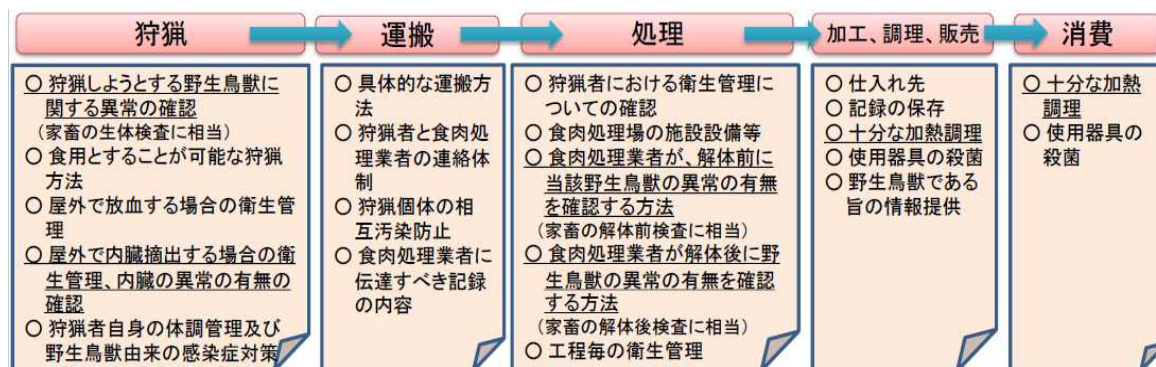 狩猟
運搬
処理
加工、調理、販売
消費
○ 狩猟しようとする野生鳥獣に
関する異常の確認
（家畜の生体検査に相当）
○ 食用とすることが可能な狩猟
方法
○ 屋外で放血する場合の衛生管
理
○ 屋外で内臓摘出する場合の衛
生管理、内臓の異常の有無の
確認
○ 狩猟者自身の体調管理及び
野生鳥獣由来の感染症対策
○ 具体的な運搬方
法
○ 狩猟者と食肉処
理業者の連絡体
制
○ 狩猟個体の相
互汚染防止
○ 食肉処理業者に
伝達すべき記録
の内容
○ 狩猟者における衛生管理に
ついての確認
○ 食肉処理場の施設設備等
○ 食肉処理業者が、解体前に
当該野生鳥獣の異常の有無
を確認する方法
（家畜の解体前検査に相当）
○ 食肉処理業者が解体後に野
生鳥獣の異常の有無を確認
する方法
（家畜の解体後検査に相当）
○ 工程毎の衛生管理
○ 仕入れ先
○ 記録の保存
○ 十分な加熱調理
○ 使用器具の殺菌
○ 野生鳥獣である
旨の情報提供
○ 十分な加熱
調理
○ 使用器具の
殺菌